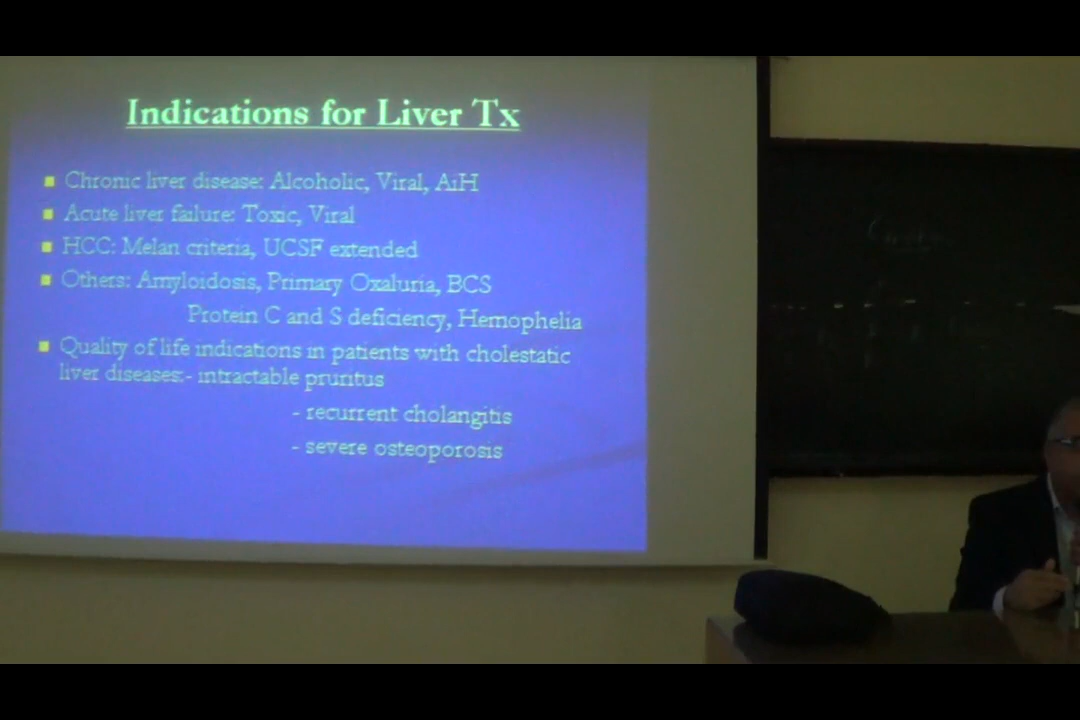 Indications for Liver Tx
Chronic liver disease: Alcoholic, Viral, AiH
Acute liver failure: Toxic, Viral
HCC: Melan criteria, UCSF extended
Others: Amyloidosis, Primary Oxaluria, BCS
Protein C and S deficiency, Hemophelia
Quality of life indications in patients with cholestatic
liver diseases:- intractable pruritus
- recurrent cholangitis
- severe osteoporosis